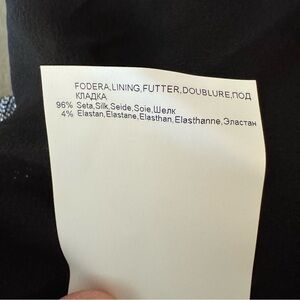 FODERA,LINING,FUTTER,DOUBLURE,ПОД
КЛАДКА
96% Seta,Silk,Seide,Soie,Шелк
4% Elastan,Elastane,Elasthan,Elasthanne,Эластан